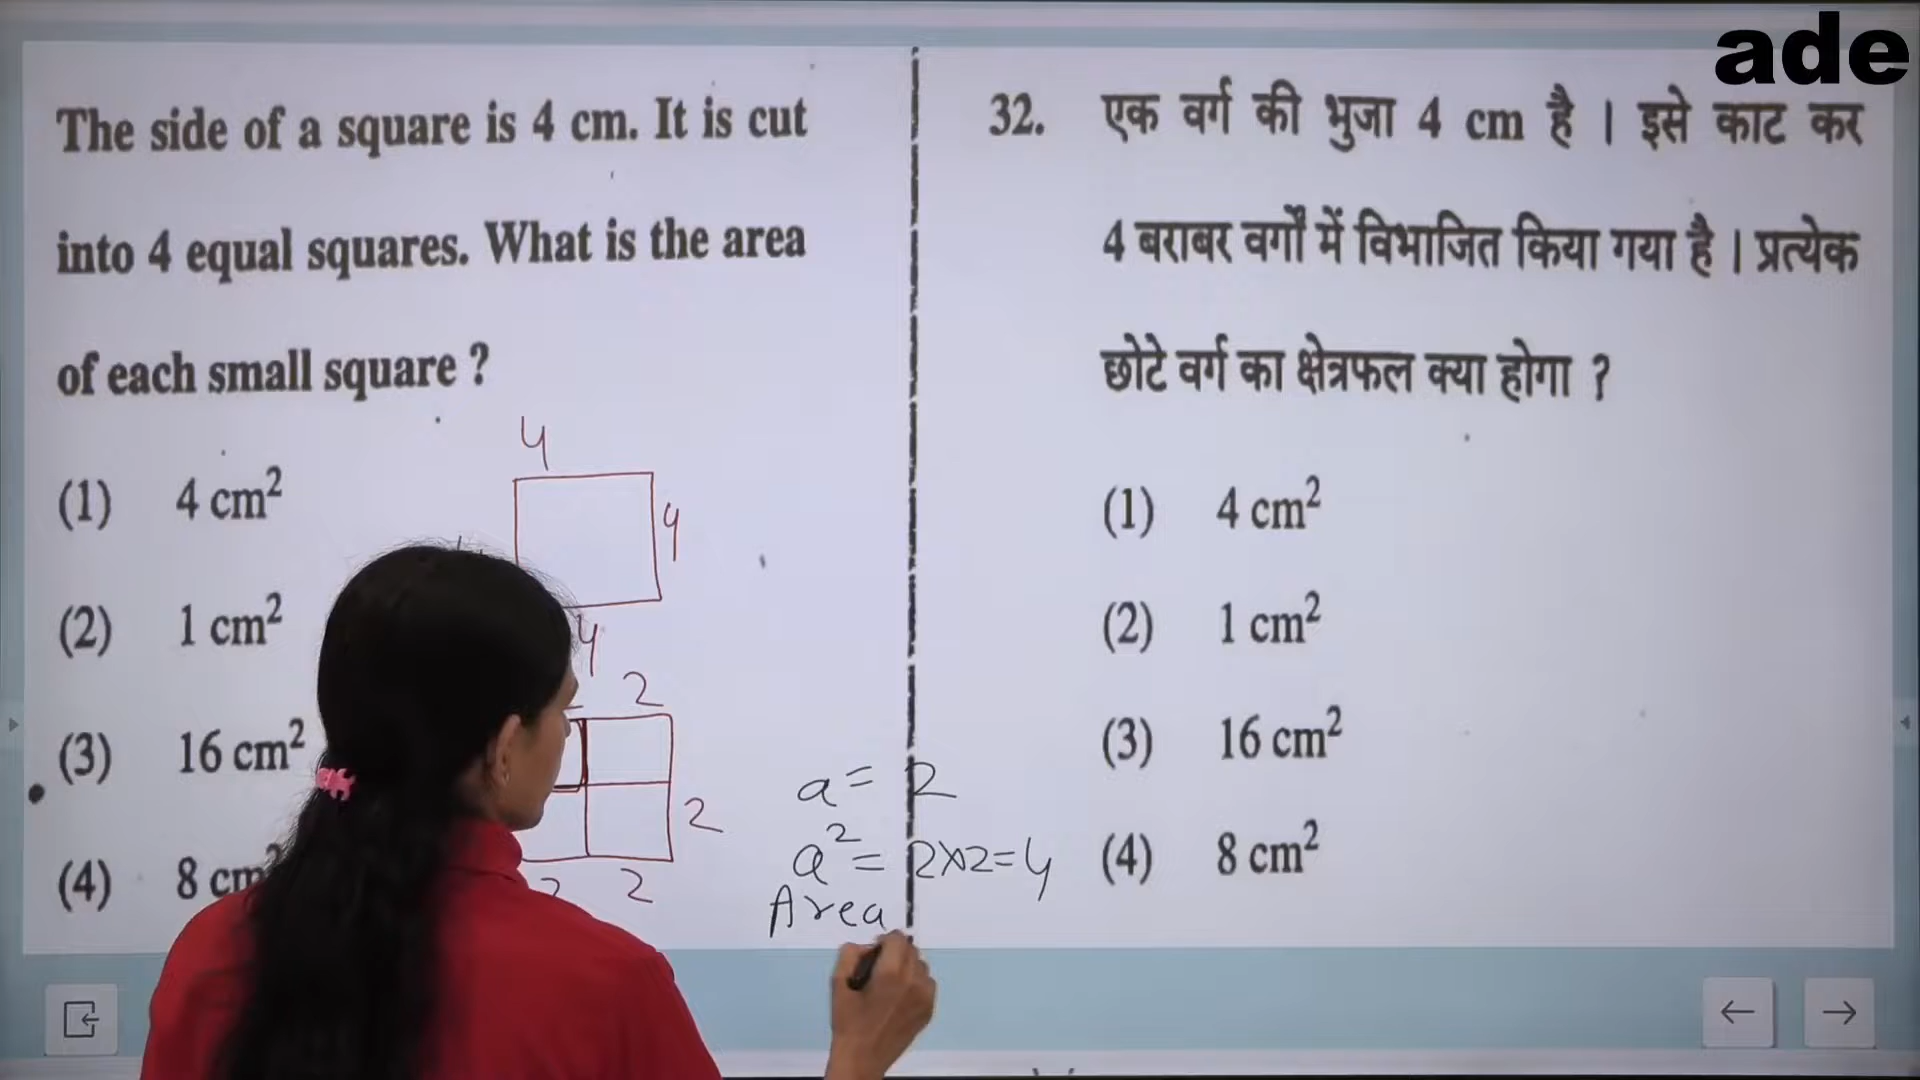 ade
The side of a square is 4 cm. It is cut
into 4 equal squares. What is the area
of each small square ?
(1) 4 cm²
(2) 1 cm²
(3) 16 cm²
(4) 8 cm²
4
4
4
2
2
2
a = 2
a² = 2×2=4
Area
32. एक वर्ग की भुजा 4 cm है । इसे काट कर
4 बराबर वर्गों में विभाजित किया गया है । प्रत्येक
छोटे वर्ग का क्षेत्रफल क्या होगा ?
(1) 4 cm²
(2) 1 cm²
(3) 16 cm²
(4) 8 cm²